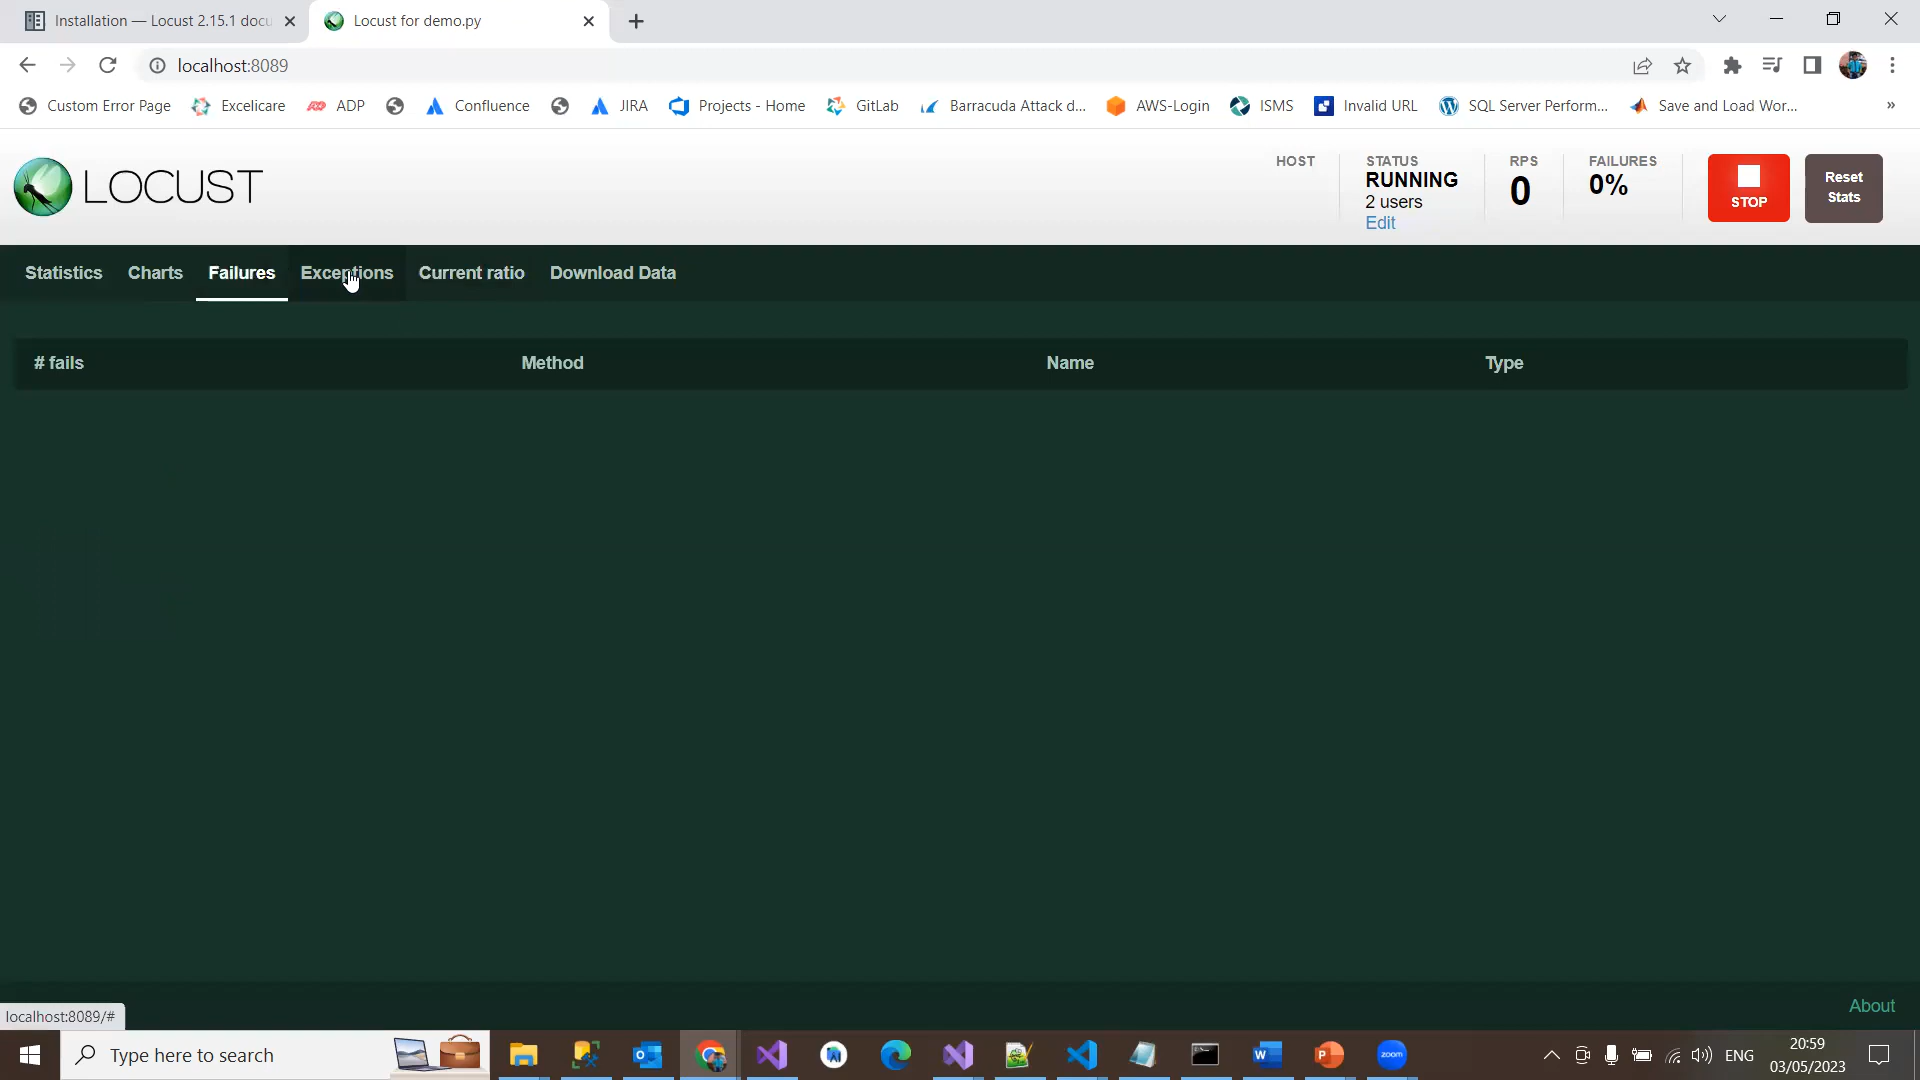 Installation — Locust 2.15.1 docu
Locust for demo.py
localhost:8089
Custom Error Page
Excelicare
ADP
Confluence
JIRA
Projects - Home
GitLab
Barracuda Attack d...
AWS-Login
ISMS
Invalid URL
SQL Server Perform...
Save and Load Wor...
»
LOCUST
HOST
STATUS
RUNNING
2 users
Edit
RPS
0
FAILURES
0%
STOP
Reset
Stats
Statistics
Charts
Failures
Exceptions
Current ratio
Download Data
# fails
Method
Name
Type
About
localhost:8089/#
Type here to search
zoom
ENG
20:59
03/05/2023